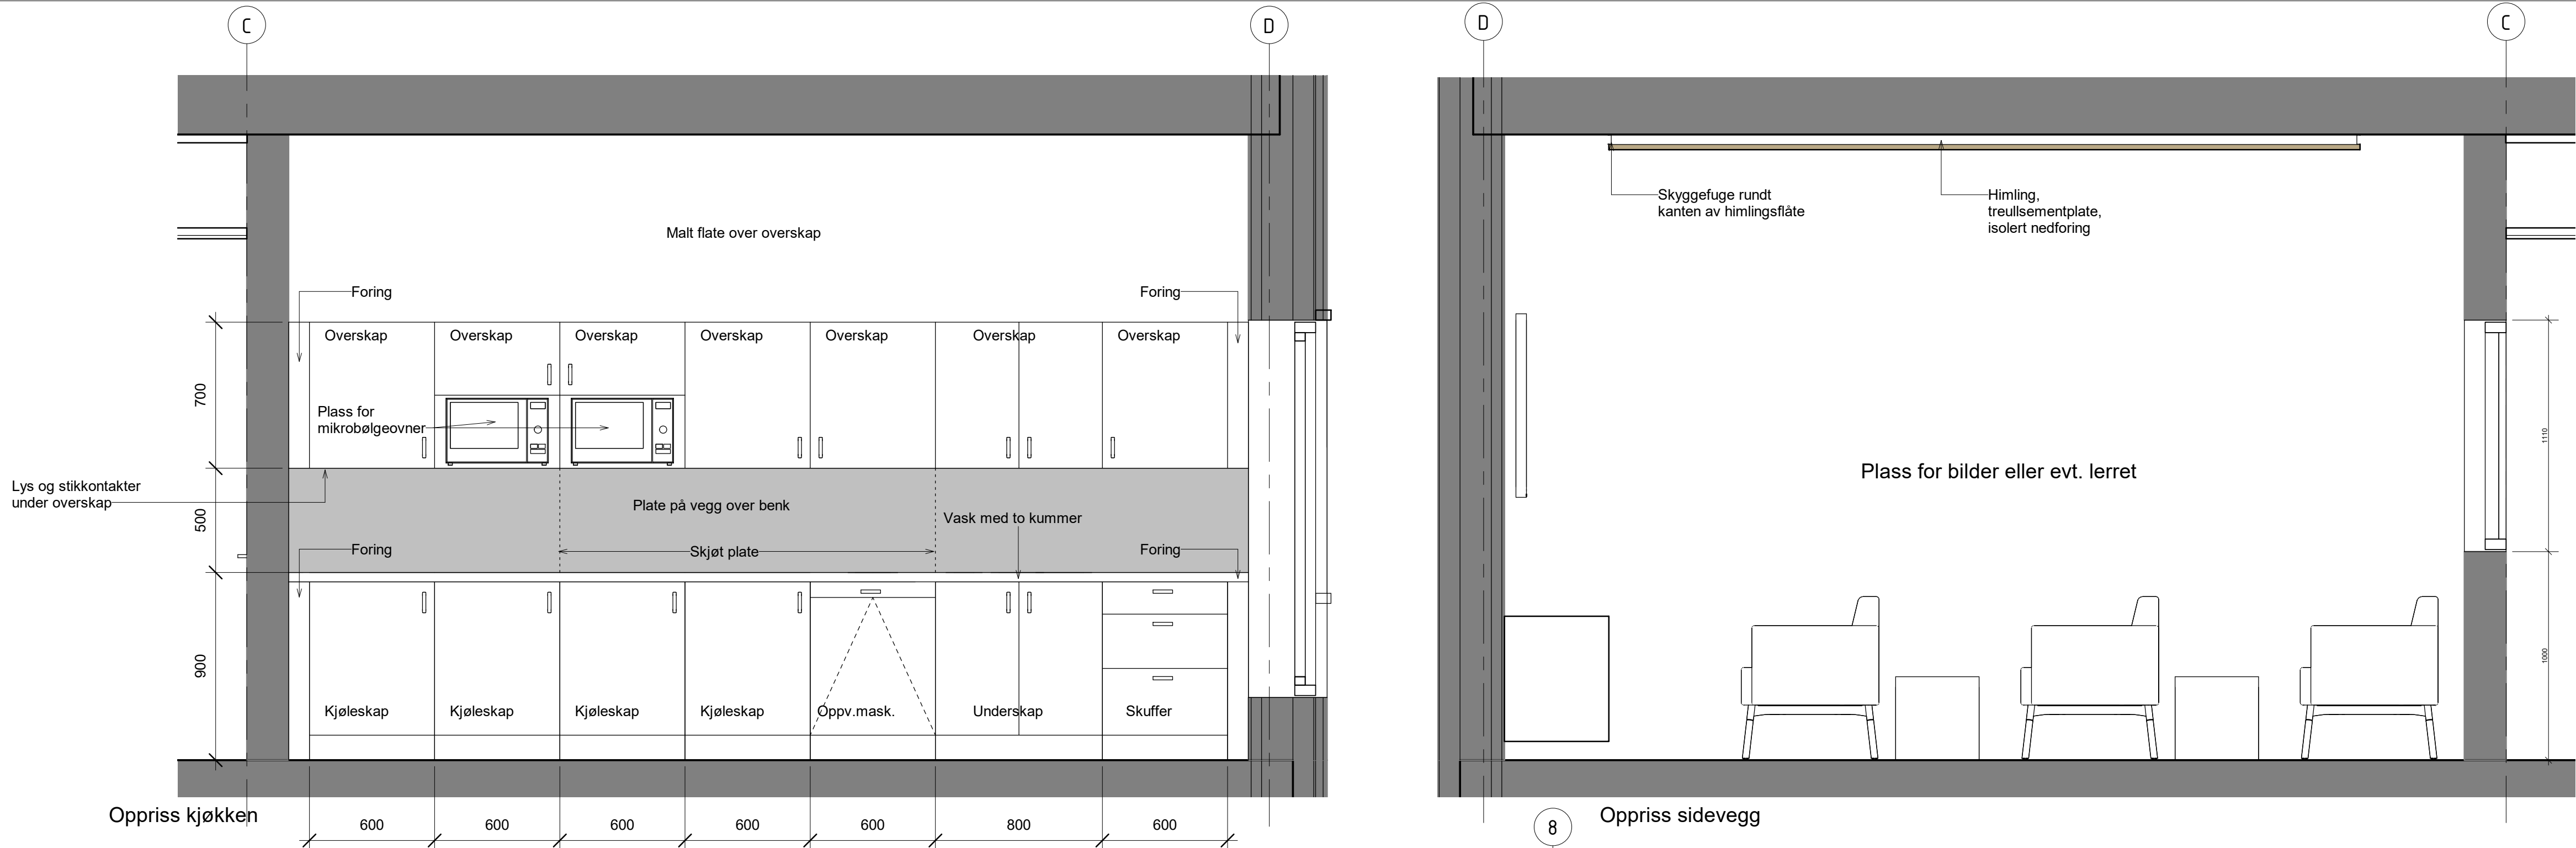 C
D
D
C
Malt flate over overskap
Skyggefuge rundt
kanten av himlingsflåte
Himling,
treullsementplate,
isolert nedforing
Foring
Foring
Overskap
Overskap
Overskap
Overskap
Overskap
Overskap
Overskap
700
Plass for
mikrobølgeovner
1110
Plass for bilder eller evt. lerret
Lys og stikkontakter
under overskap
500
Plate på vegg over benk
Vask med to kummer
Foring
Skjøt plate
Foring
900
1000
Kjøleskap
Kjøleskap
Kjøleskap
Kjøleskap
Oppv.mask.
Underskap
Skuffer
Oppriss kjøkken
600
600
600
600
600
800
600
8
Oppriss sidevegg